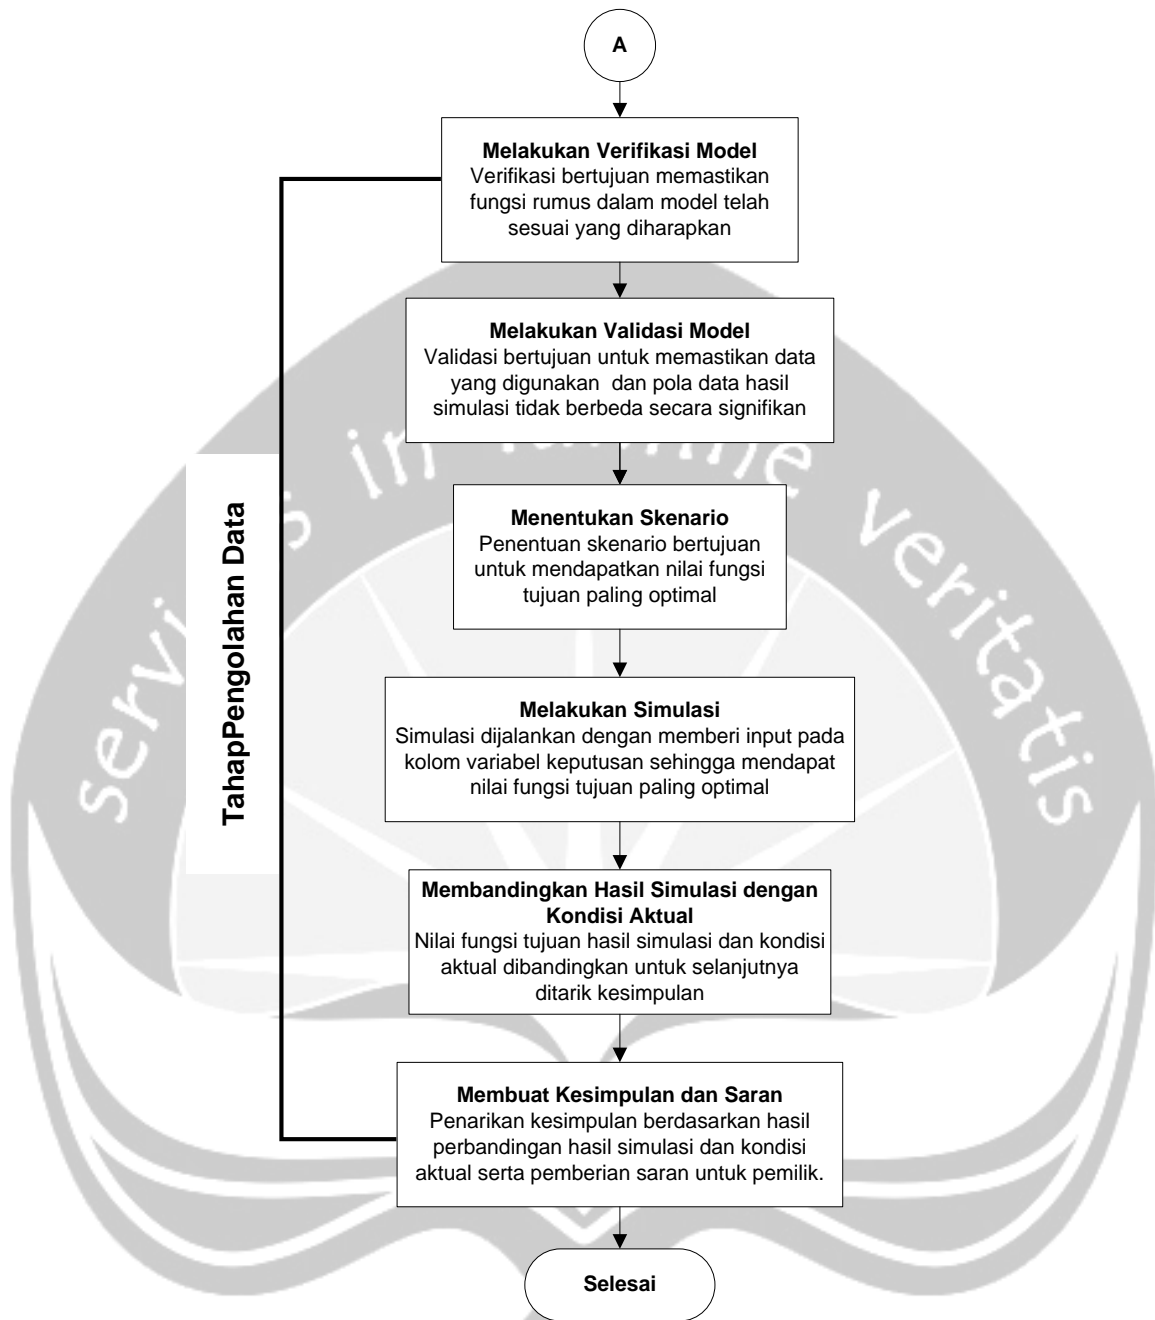 A
Melakukan Verifikasi Model
Verifikasi bertujuan memastikan
fungsi rumus dalam model telah
sesuai yang diharapkan
Melakukan Validasi Model
Validasi bertujuan untuk memastikan data
yang digunakan  dan pola data hasil
simulasi tidak berbeda secara signifikan
Menentukan Skenario
Penentuan skenario bertujuan
untuk mendapatkan nilai fungsi
tujuan paling optimal
Melakukan Simulasi
Simulasi dijalankan dengan memberi input pada
kolom variabel keputusan sehingga mendapat
nilai fungsi tujuan paling optimal
Membandingkan Hasil Simulasi dengan
Kondisi Aktual
Nilai fungsi tujuan hasil simulasi dan kondisi
aktual dibandingkan untuk selanjutnya
ditarik kesimpulan
Membuat Kesimpulan dan Saran
Penarikan kesimpulan berdasarkan hasil
perbandingan hasil simulasi dan kondisi
aktual serta pemberian saran untuk pemilik.
Selesai
TahapPengolahan Data
in veritatis